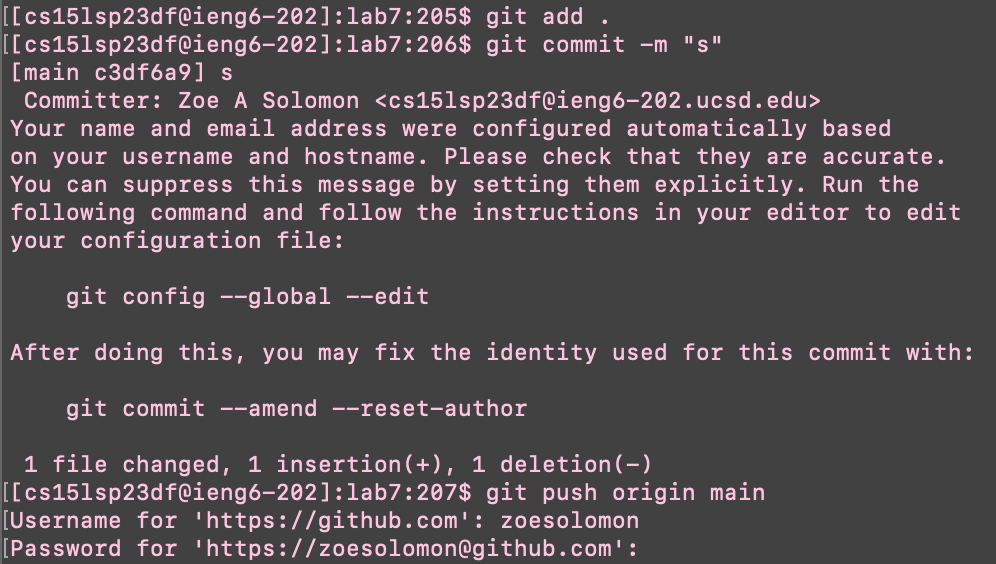 [[cs15lsp23df@ieng6-202]:lab7:205$ git add .
[[cs15lsp23df@ieng6-202]:lab7:206$ git commit -m "s"
[main c3df6a9] s
 Committer: Zoe A Solomon <cs15lsp23df@ieng6-202.ucsd.edu>
Your name and email address were configured automatically based
on your username and hostname. Please check that they are accurate.
You can suppress this message by setting them explicitly. Run the
following command and follow the instructions in your editor to edit
your configuration file:

    git config --global --edit

After doing this, you may fix the identity used for this commit with:

    git commit --amend --reset-author

 1 file changed, 1 insertion(+), 1 deletion(-)
[[cs15lsp23df@ieng6-202]:lab7:207$ git push origin main
[Username for 'https://github.com': zoesolomon
[Password for 'https://zoesolomon@github.com':